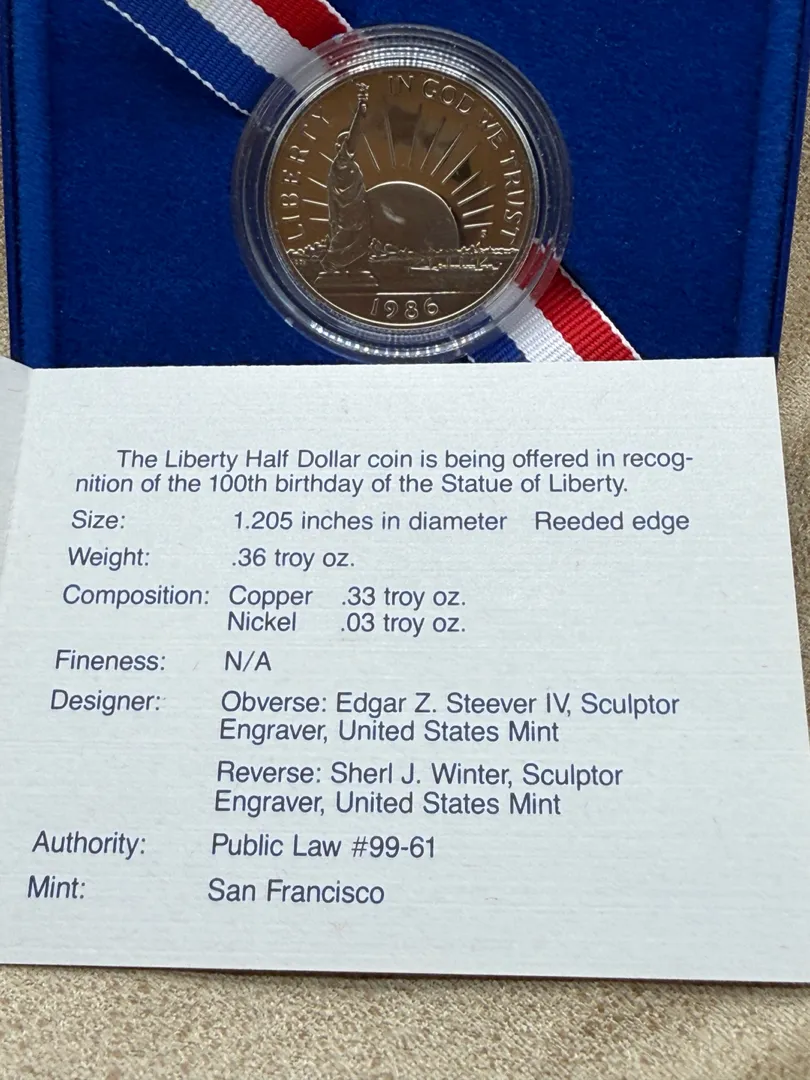 LIBERTY
IN GOD WE TRUST
S
1986
The Liberty Half Dollar coin is being offered in recog-
nition of the 100th birthday of the Statue of Liberty.
Size: 1.205 inches in diameter Reeded edge
Weight: .36 troy oz.
Composition: Copper .33 troy oz.
Nickel .03 troy oz.
Fineness: N/A
Designer: Obverse: Edgar Z. Steever IV, Sculptor
Engraver, United States Mint
Reverse: Sherl J. Winter, Sculptor
Engraver, United States Mint
Authority: Public Law #99-61
Mint: San Francisco